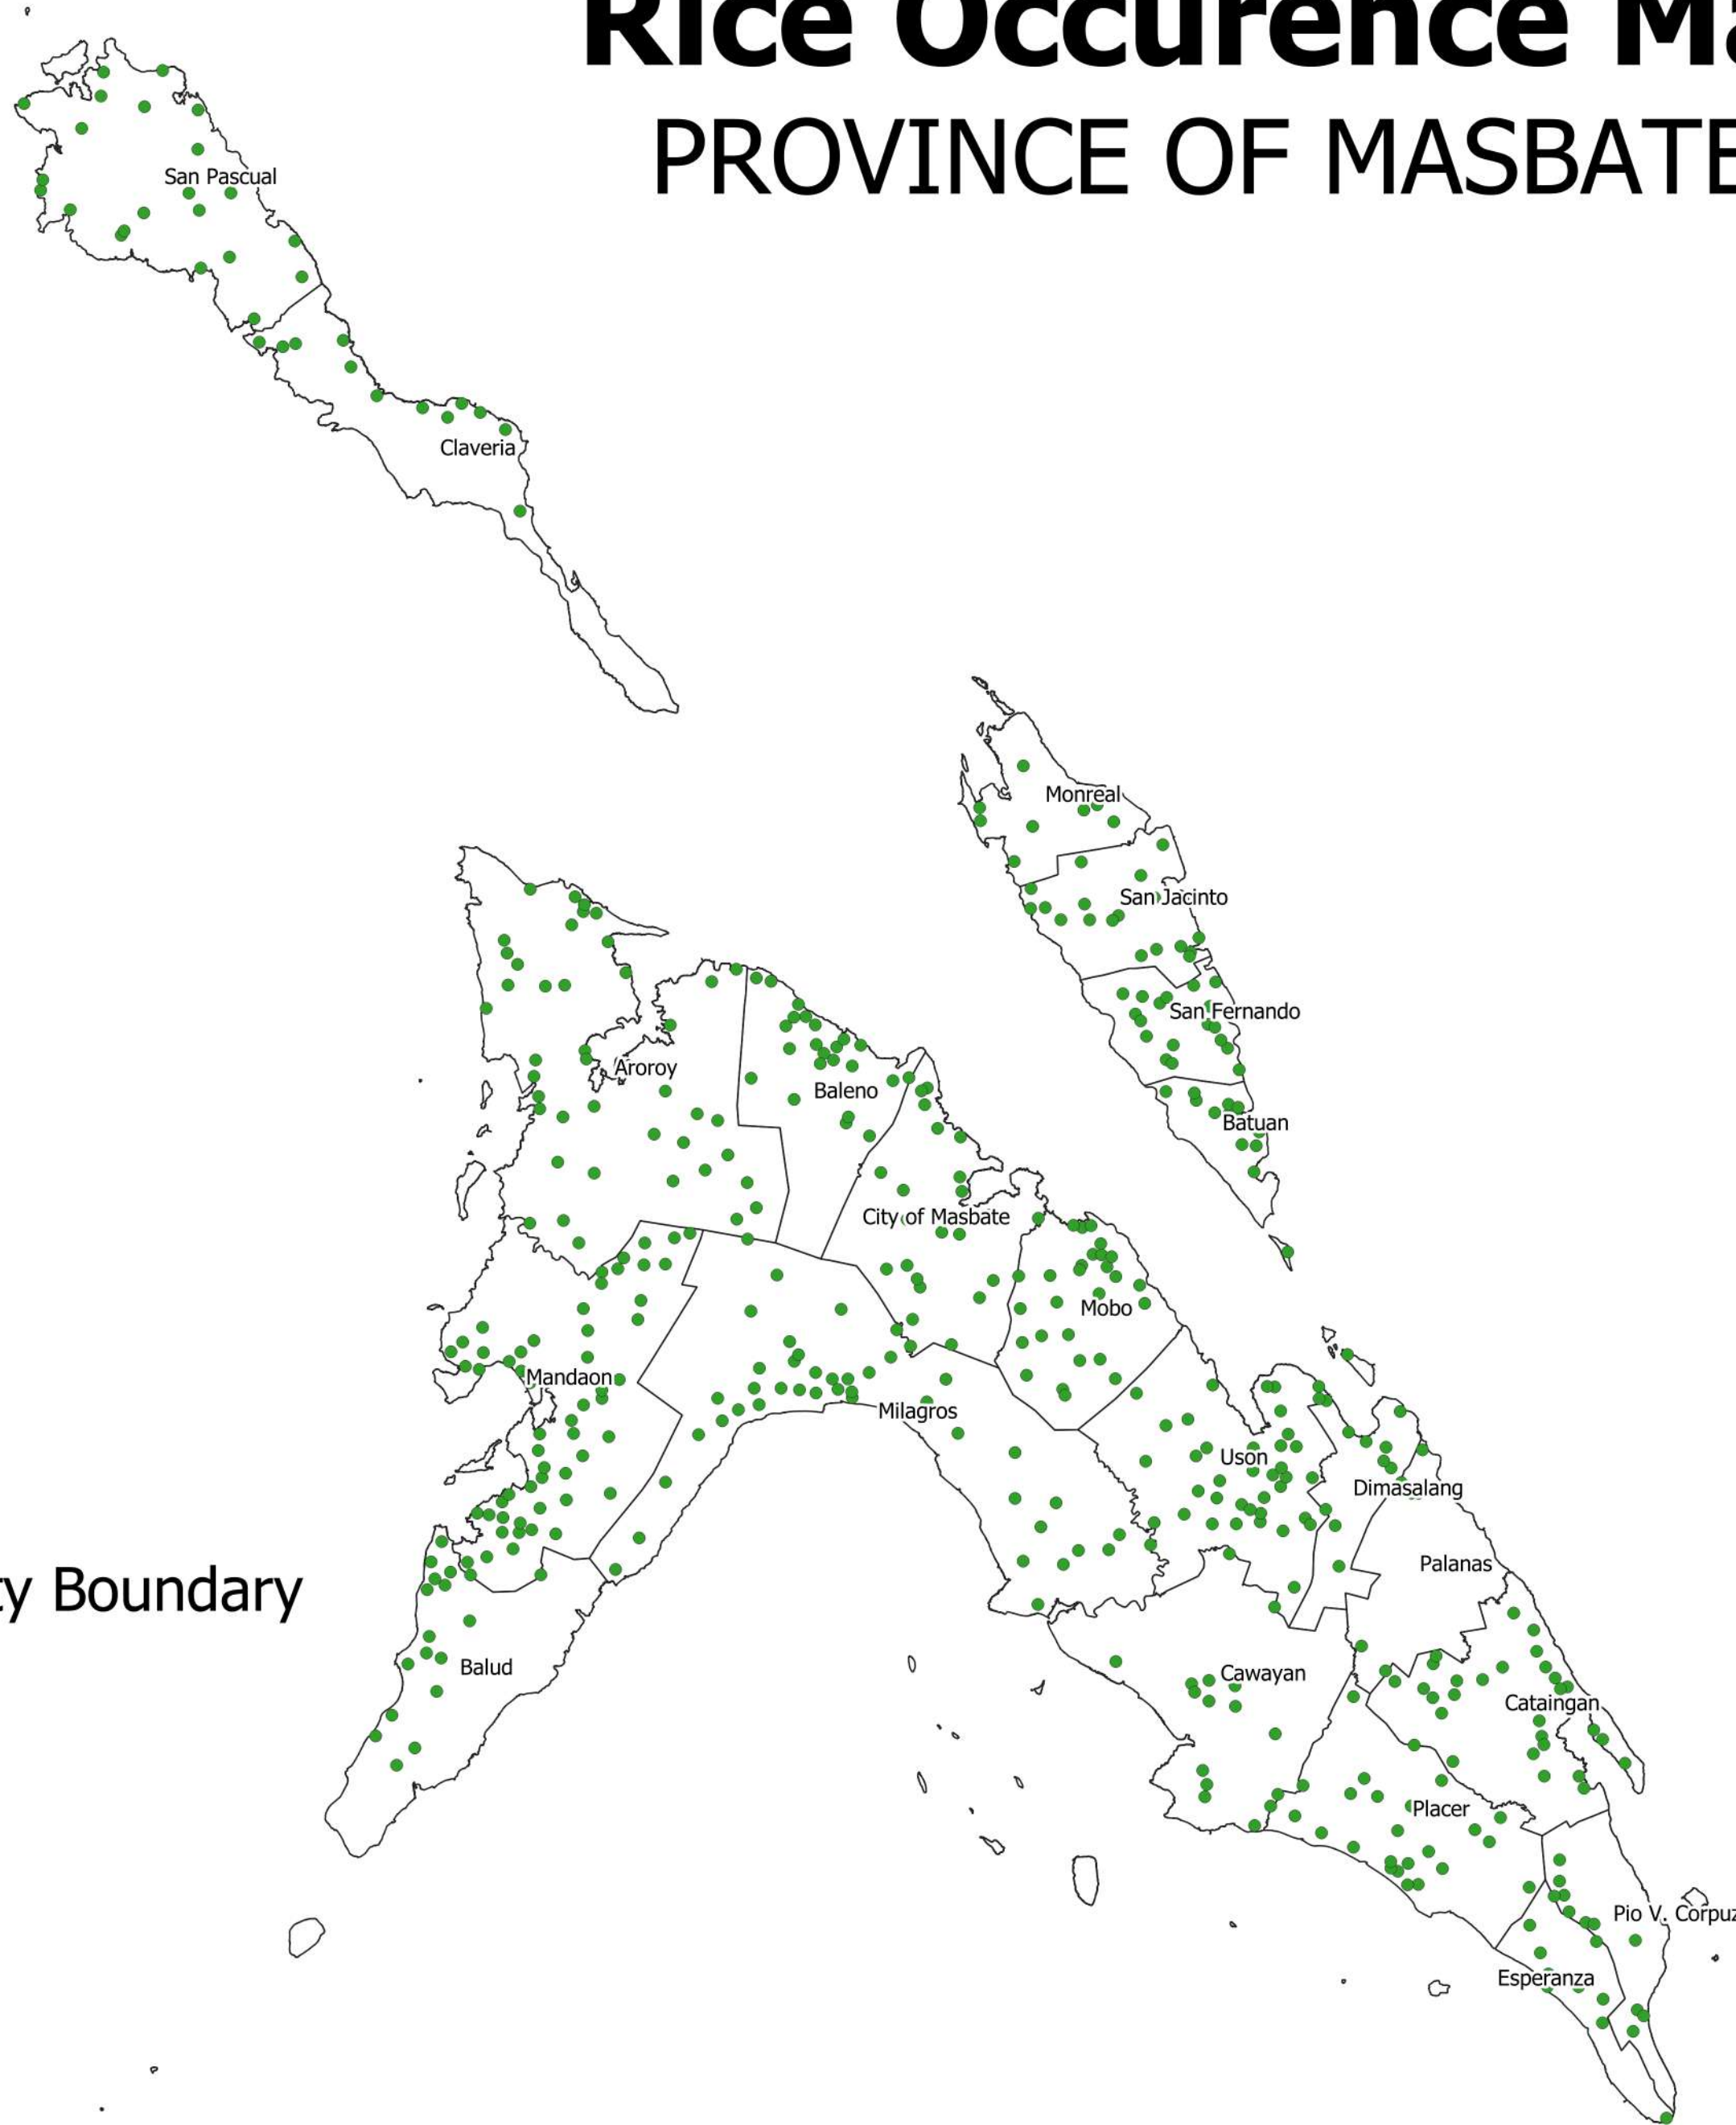 Rice Occurence Ma
PROVINCE OF MASBATE
San Pascual
Claveria
Monreal
San Jacinto
San Fernando
Aroroy
Baleno
Batuan
City of Masbate
Mobo
Mandaon
Milagros
Uson
Dimasalang
Palanas
y Boundary
Balud
Cawayan
Cataingan
Placer
Pio V. Corpuz
Esperanza